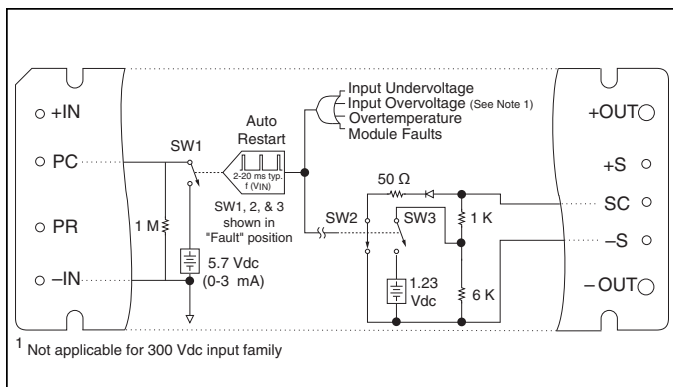 Input Undervoltage
Input Overvoltage (See Note 1)
Overtemperature
Module Faults
+IN
PC
PR
–IN
SW1
Auto
Restart
2-20 ms typ.
f (VIN)
SW1, 2, & 3
shown in
"Fault" position
1 M
5.7 Vdc
(0-3 mA)
50 Ω
SW2
SW3
1 K
1.23
Vdc
6 K
+OUT
+S
SC
–S
–OUT
1 Not applicable for 300 Vdc input family